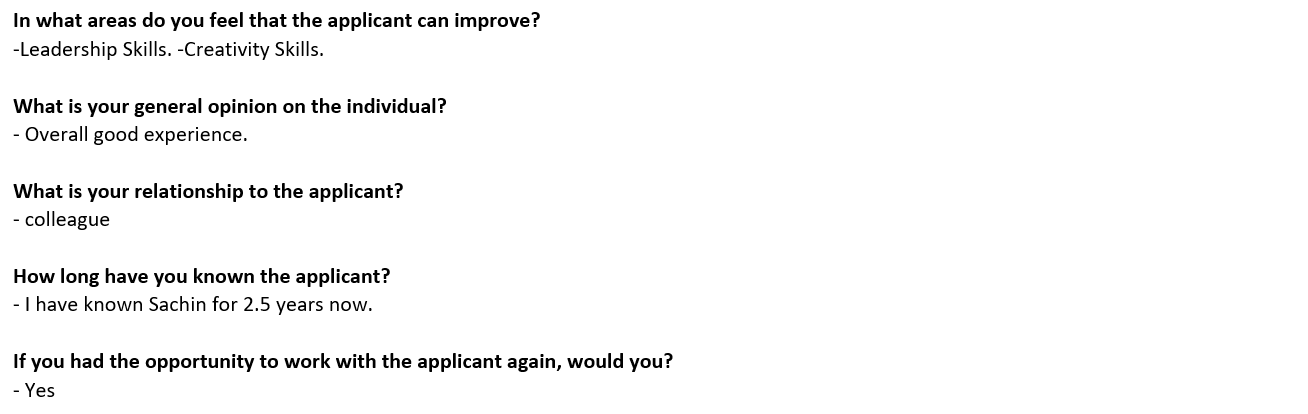 In what areas do you feel that the applicant can improve?
-Leadership Skills. -Creativity Skills.
What is your general opinion on the individual?
- Overall good experience.
What is your relationship to the applicant?
- colleague
How long have you known the applicant?
- I have known Sachin for 2.5 years now.
If you had the opportunity to work with the applicant again, would you?
- Yes